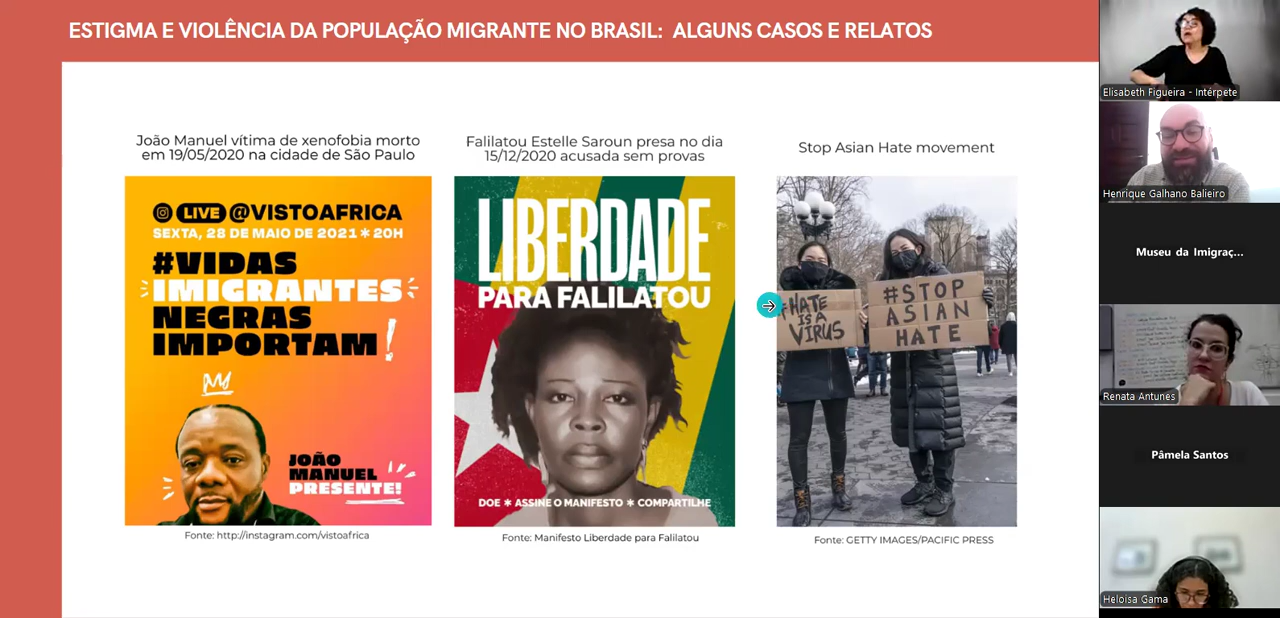 ESTIGMA E VIOLÊNCIA DA POPULAÇÃO MIGRANTE NO BRASIL: ALGUNS CASOS E RELATOS
João Manuel vítima de xenofobia morto
em 19/05/2020 na cidade de São Paulo
LIVE @VISTOAFRICA
SEXTA, 28 DE MAIO DE 2021 * 20H
#VIDAS
IMIGRANTES
NEGRAS
IMPORTAM!
JOÃO
MANUEL
PRESENTE!
Fonte: http://instagram.com/vistoafrica
Falilatou Estelle Saroun presa no dia
15/12/2020 acusada sem provas
LIBERDADE
PARA FALILATOU
DOE * ASSINE O MANIFESTO * COMPARTILHE
Fonte: Manifesto Liberdade para Falilatou
Stop Asian Hate movement
#HATE
IS A
VIRUS
#STOP
ASIAN
HATE
Fonte: GETTY IMAGES/PACIFIC PRESS
Elisabeth Figueira - Intérpete
Henrique Galhano Balieiro
Museu da Imigraç...
Renata Antunes
Pâmela Santos
Heloisa Gama